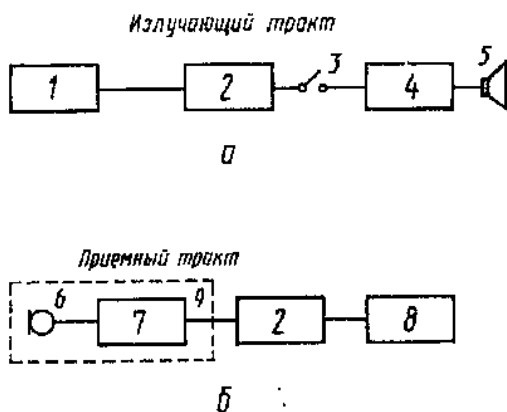 Излучающий тракт
1 2 3 4 5
а
Приемный тракт
6 7 9 2 8
б